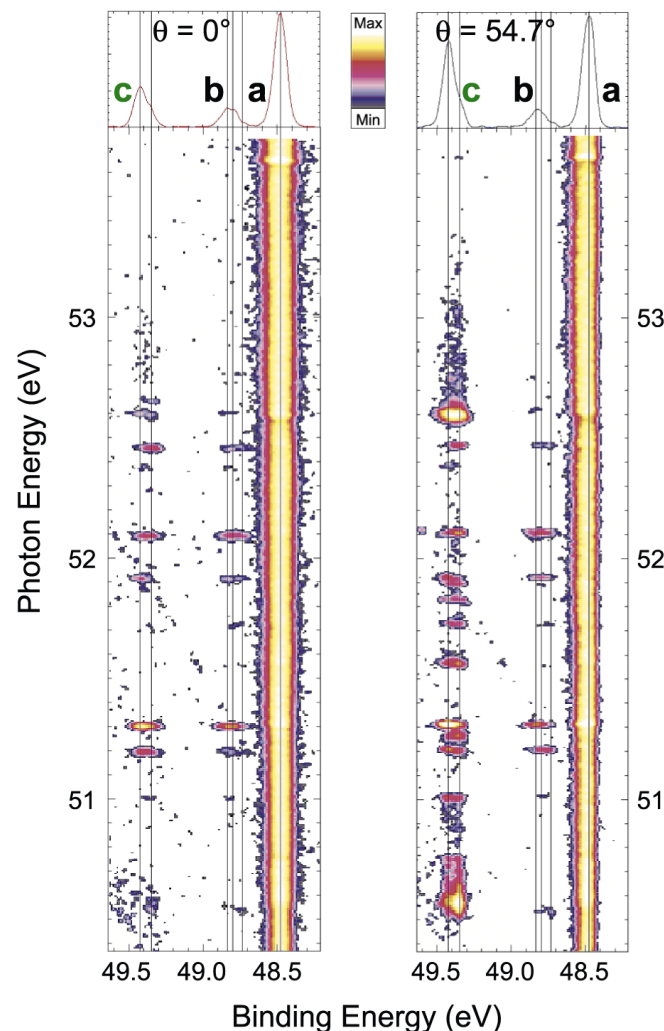 θ = 0°
Max
Min
θ = 54.7°
c
b
a
c
b
a
Photon Energy (eV)
53
52
51
53
52
51
49.5
49.0
48.5
49.5
49.0
48.5
Binding Energy (eV)